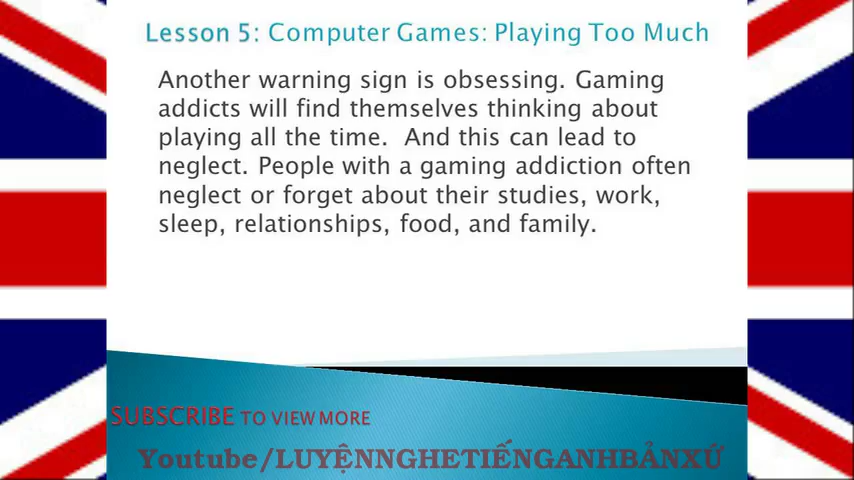 Lesson 5: Computer Games: Playing Too Much
Another warning sign is obsessing. Gaming
addicts will find themselves thinking about
playing all the time.  And this can lead to
neglect. People with a gaming addiction often
neglect or forget about their studies, work,
sleep, relationships, food, and family.
SUBSCRIBE TO VIEW MORE
Youtube/LUYỆNNGHETIẾNGANHBẢNXỨ